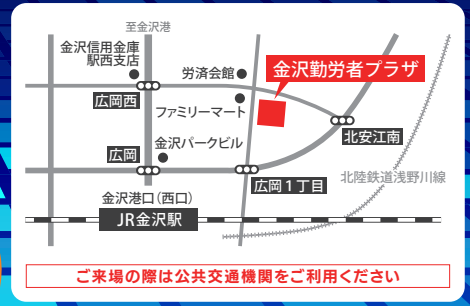 至金沢港
金沢信用金庫
駅西支店
労済会館
金沢勤労者プラザ
広岡西
ファミリーマート
北安江南
広岡
金沢パークビル
広岡1丁目
北陸鉄道浅野川線
金沢港口（西口）
JR金沢駅
ご来場の際は公共交通機関をご利用ください